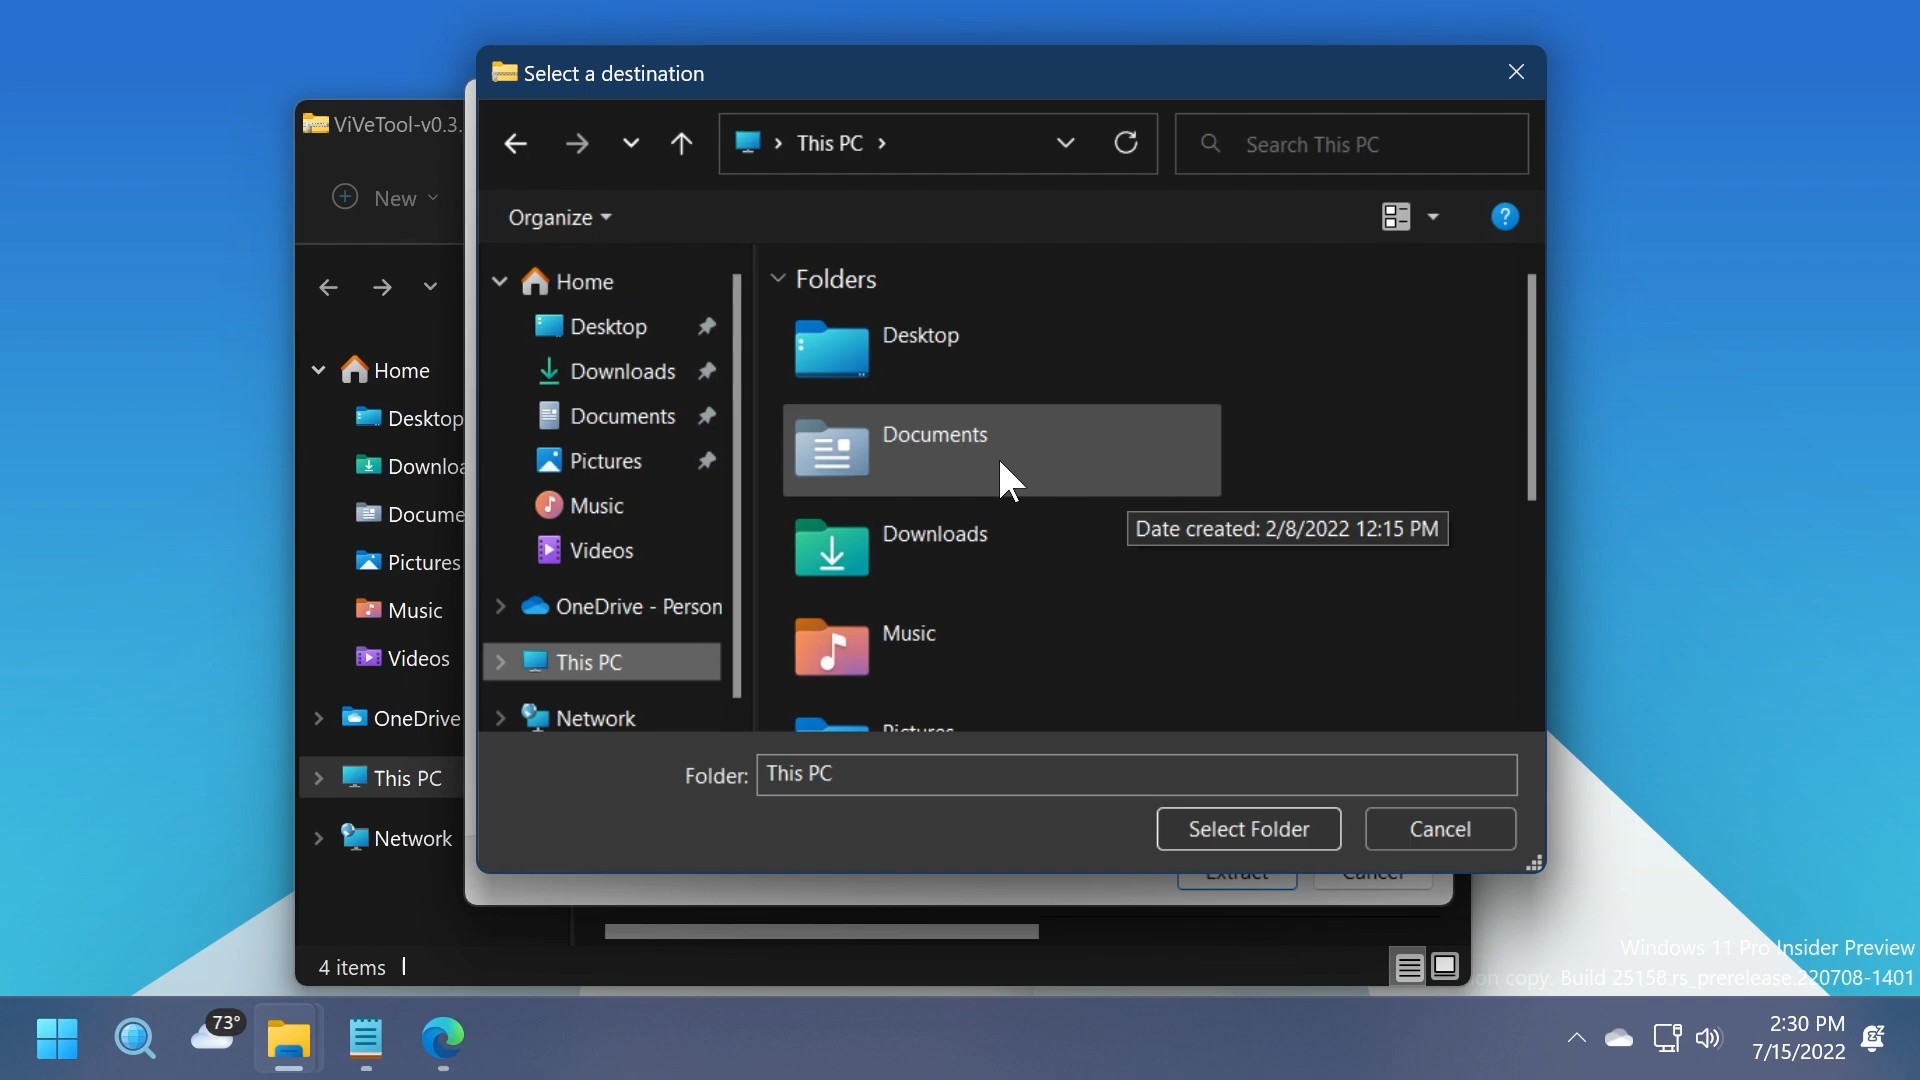 Select a destination
ViVeTool-v0.3.
This PC
Search This PC
New
Organize
Home
Desktop
Downloads
Documents
Pictures
Music
Videos
OneDrive - Person
This PC
Network
Folders
Desktop
Documents
Downloads
Date created: 2/8/2022 12:15 PM
Music
Pictures
Home
Desktop
Downloa
Docume
Pictures
Music
Videos
OneDrive
This PC
Network
Folder: This PC
Select Folder
Cancel
Extract
Cancel
4 items
Windows 11 Pro Insider Preview
on copy. Build 25158.rs_prerelease.220708-1401
73°
2:30 PM
7/15/2022